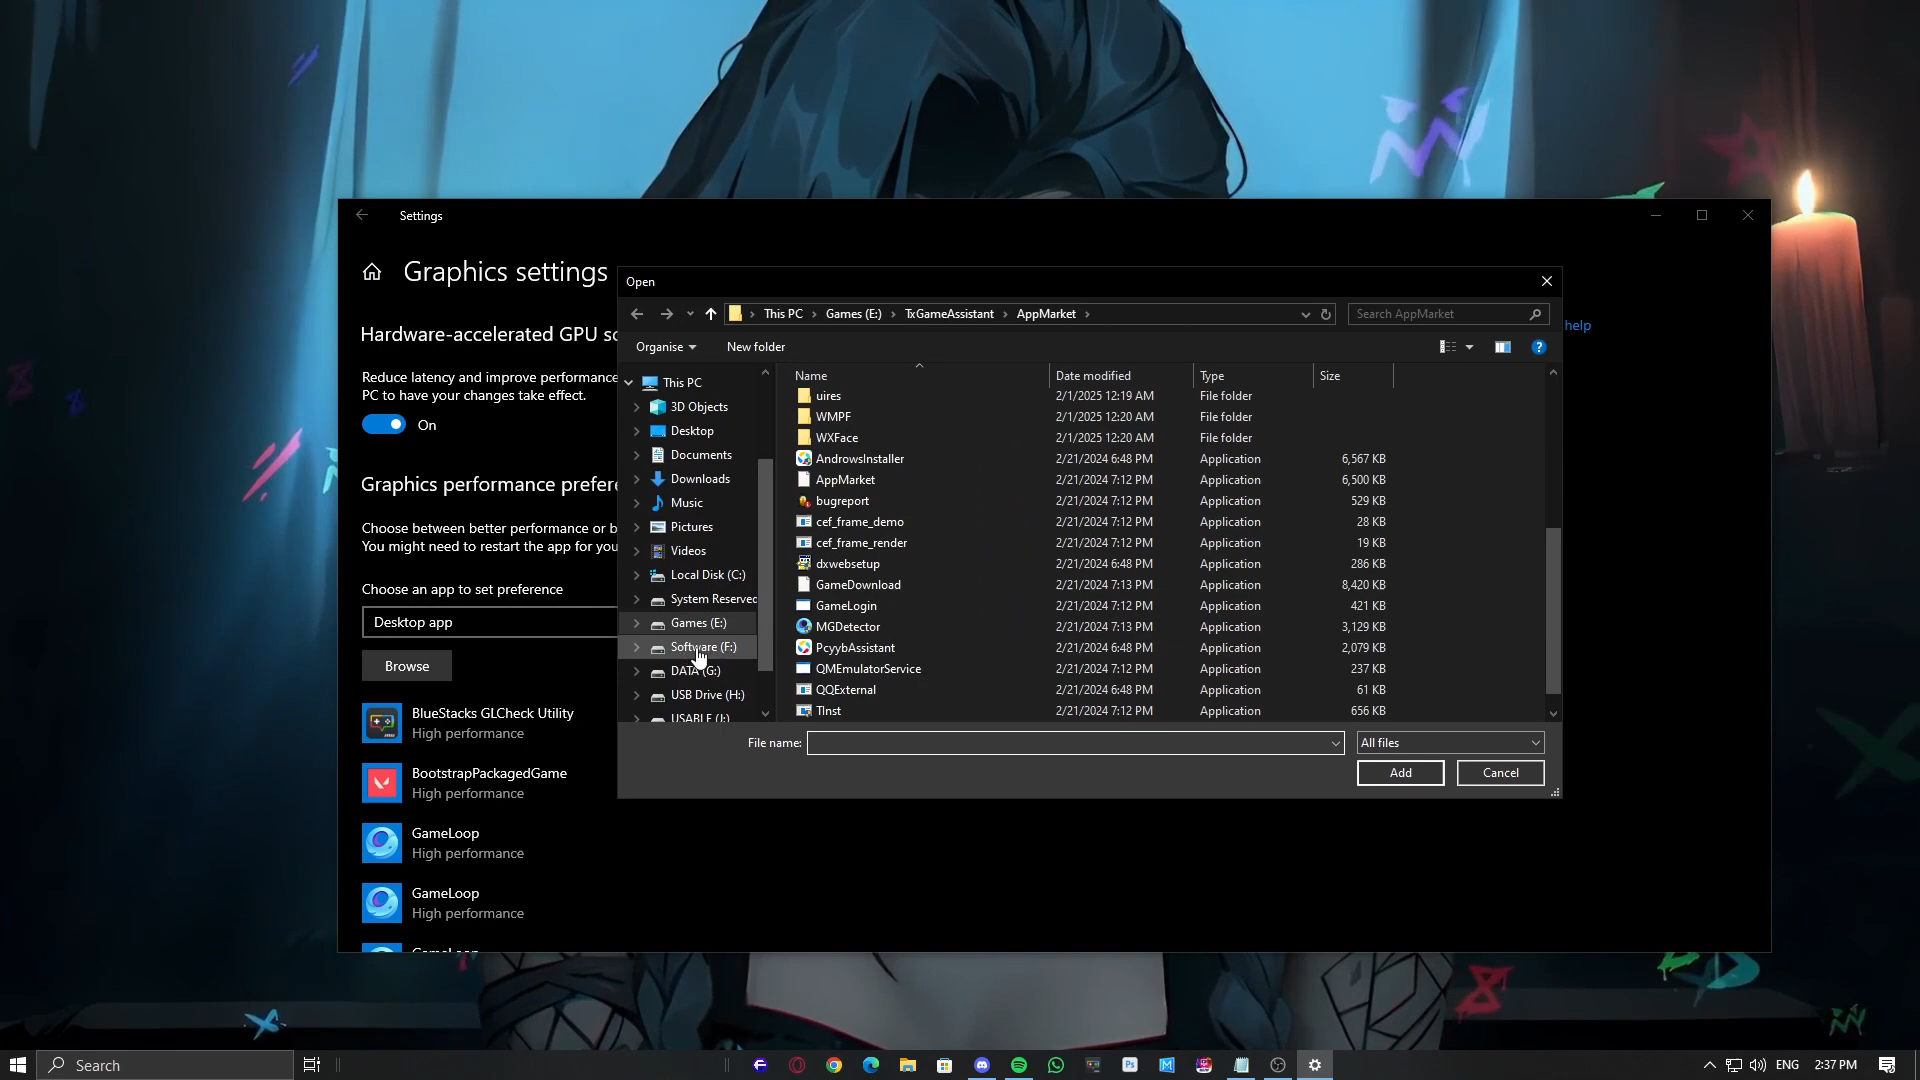 Settings
Graphics settings
Hardware-accelerated GPU sc
Reduce latency and improve performance
PC to have your changes take effect.
On
Graphics performance prefere
Choose between better performance or b
You might need to restart the app for you
Choose an app to set preference
Desktop app
Browse
BlueStacks GLCheck Utility
High performance
BootstrapPackagedGame
High performance
GameLoop
High performance
GameLoop
High performance
help
Open
This PC > Games (E:) > TxGameAssistant > AppMarket >
Search AppMarket
Organise
New folder
This PC
3D Objects
Desktop
Documents
Downloads
Music
Pictures
Videos
Local Disk (C:)
System Reserved
Games (E:)
Software (F:)
DATA (G:)
USB Drive (H:)
USABLE (I:)
Name Date modified Type Size
uires 2/1/2025 12:19 AM File folder
WMPF 2/1/2025 12:20 AM File folder
WXFace 2/1/2025 12:20 AM File folder
AndrowsInstaller 2/21/2024 6:48 PM Application 6,567 KB
AppMarket 2/21/2024 7:12 PM Application 6,500 KB
bugreport 2/21/2024 7:12 PM Application 529 KB
cef_frame_demo 2/21/2024 7:12 PM Application 28 KB
cef_frame_render 2/21/2024 7:12 PM Application 19 KB
dxwebsetup 2/21/2024 6:48 PM Application 286 KB
GameDownload 2/21/2024 7:13 PM Application 8,420 KB
GameLogin 2/21/2024 7:12 PM Application 421 KB
MGDetector 2/21/2024 7:13 PM Application 3,129 KB
PcyybAssistant 2/21/2024 6:48 PM Application 2,079 KB
QMEmulatorService 2/21/2024 7:12 PM Application 237 KB
QQExternal 2/21/2024 6:48 PM Application 61 KB
TInst 2/21/2024 7:12 PM Application 656 KB
File name:
All files
Add
Cancel
Search
ENG
2:37 PM